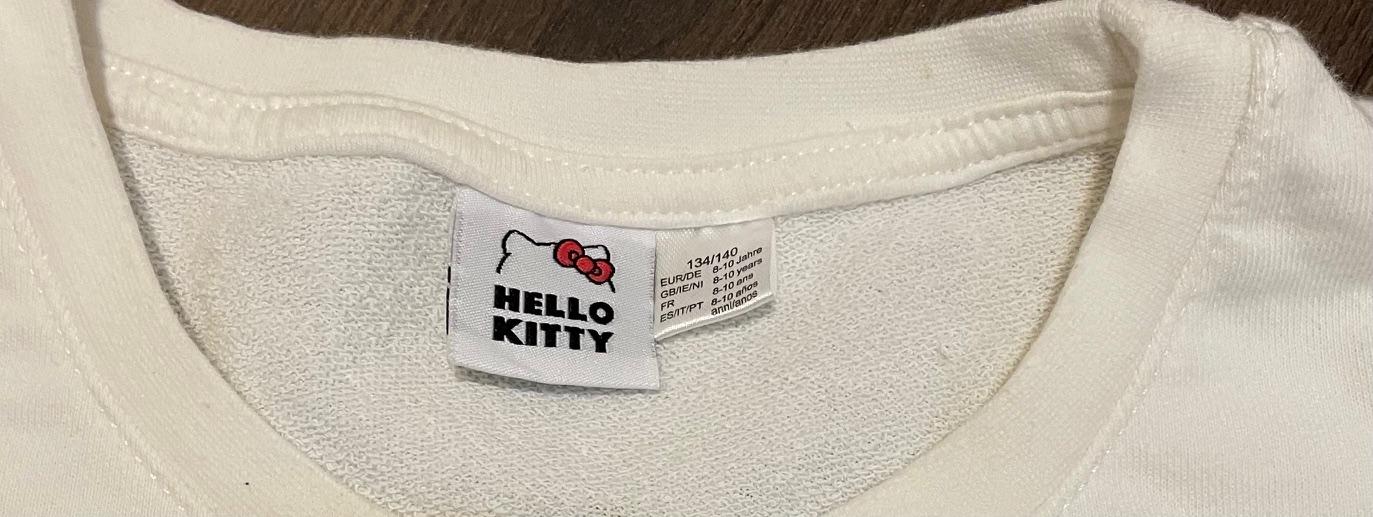 HELLO
KITTY
134/140
EUR/DE 8-10 Jahre
GB/IE/NI 8-10 years
FR 8-10 ans
ES/IT/PT 8-10 años
anni/anos